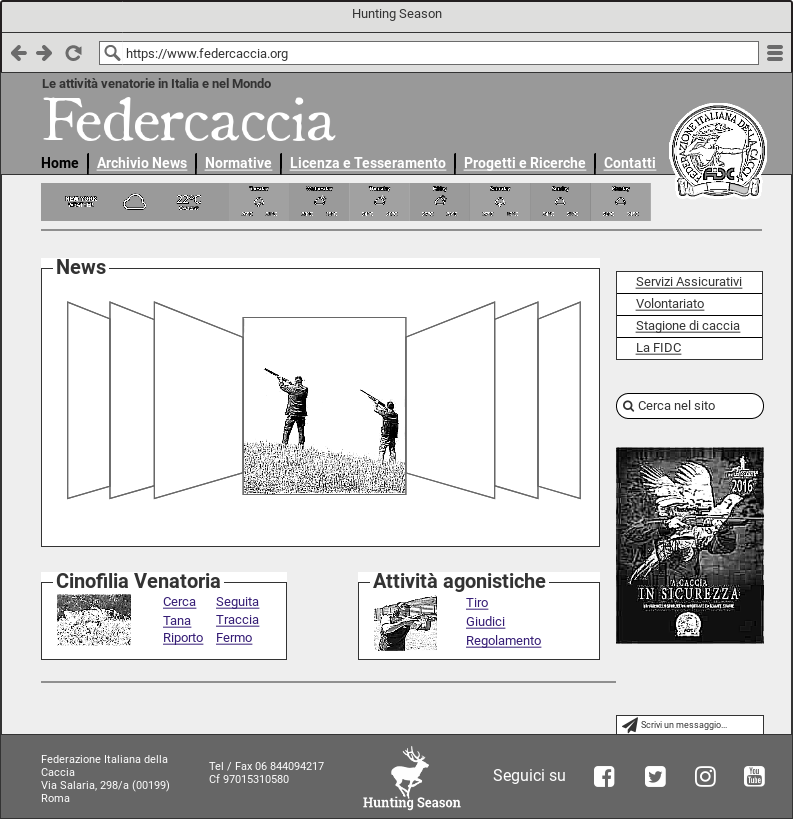 Hunting Season
https://www.federcaccia.org
Le attività venatorie in Italia e nel Mondo
Federcaccia
Home Archivio News Normative Licenza e Tesseramento Progetti e Ricerche Contatti
FEDERAZIONE ITALIANA DELLA CACCIA
FIDC
22°C
News
Servizi Assicurativi
Volontariato
Stagione di caccia
La FIDC
Cerca nel sito
2016
A CACCIA
IN SICUREZZA
Cinofilia Venatoria
Cerca Seguita
Tana Traccia
Riporto Fermo
Attività agonistiche
Tiro
Giudici
Regolamento
Scrivi un messaggio...
Federazione Italiana della
Caccia
Via Salaria, 298/a (00199)
Roma
Tel / Fax 06 844094217
Cf 97015310580
Hunting Season
Seguici su
You
Tube